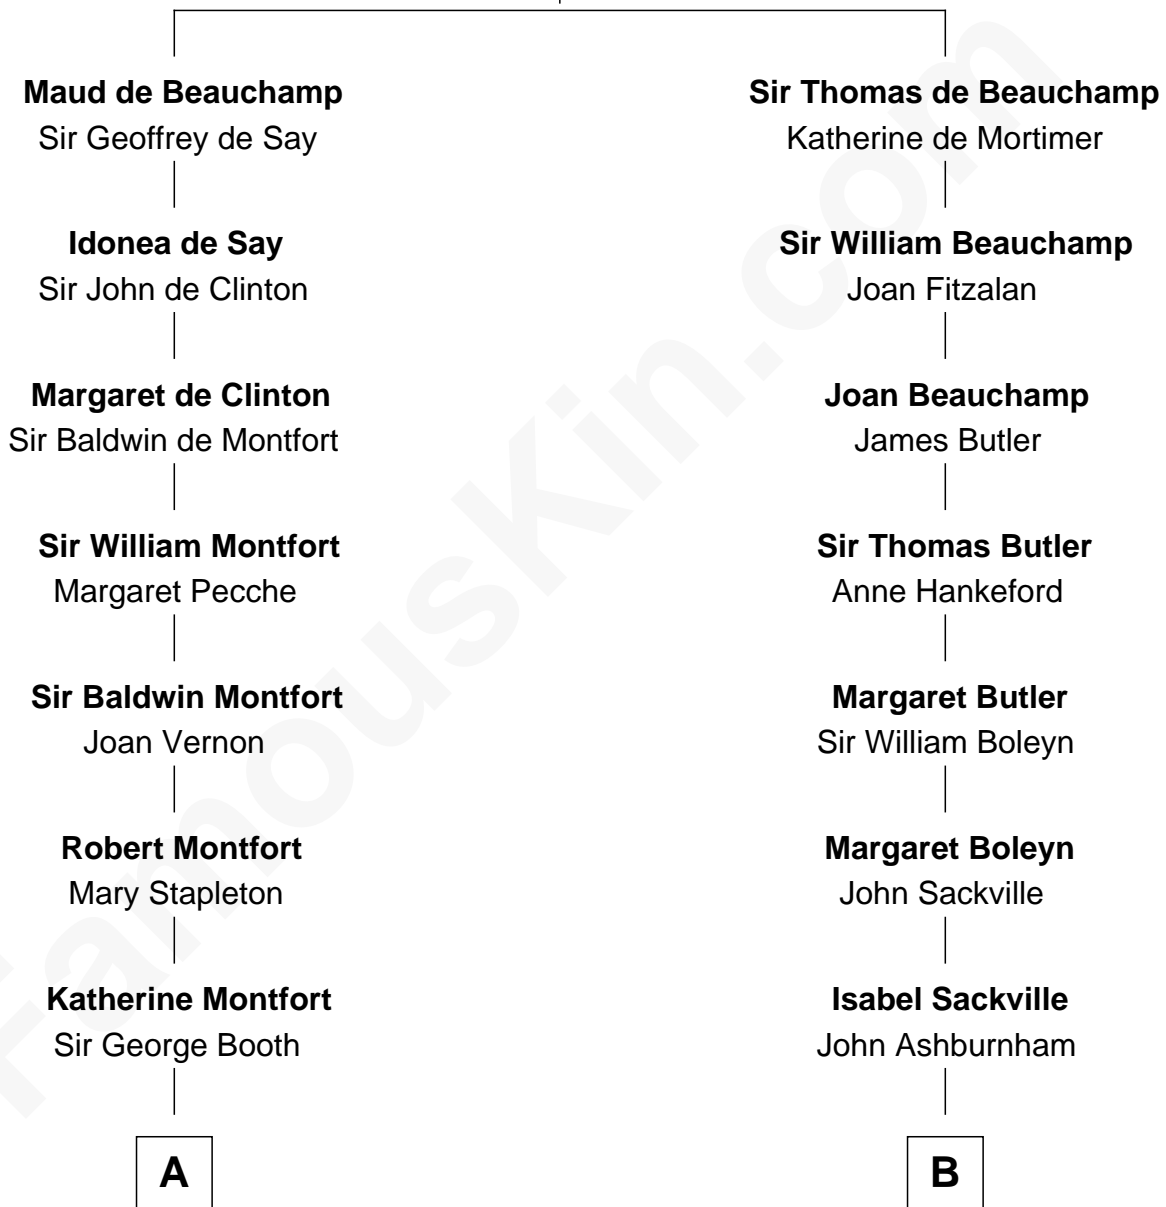 Maud de Beauchamp
Sir Geoffrey de Say
Idonea de Say
Sir John de Clinton
Margaret de Clinton
Sir Baldwin de Montfort
Sir William Montfort
Margaret Pecche
Sir Baldwin Montfort
Joan Vernon
Robert Montfort
Mary Stapleton
Katherine Montfort
Sir George Booth
A
Sir Thomas de Beauchamp
Katherine de Mortimer
Sir William Beauchamp
Joan Fitzalan
Joan Beauchamp
James Butler
Sir Thomas Butler
Anne Hankeford
Margaret Butler
Sir William Boleyn
Margaret Boleyn
John Sackville
Isabel Sackville
John Ashburnham
B
FamousKin.com